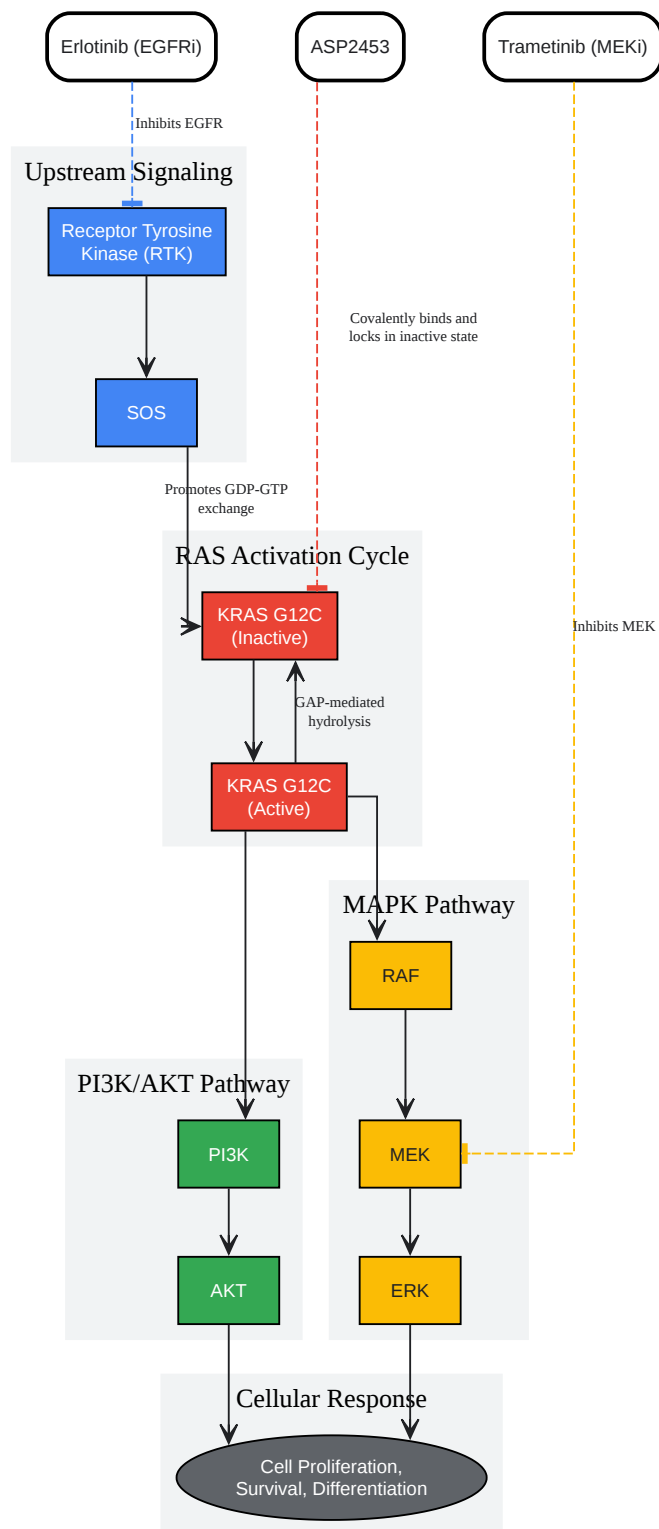 Erlotinib (EGFRi)
ASP2453
Trametinib (MEKi)
Inhibits EGFR
Upstream Signaling
Receptor Tyrosine
Kinase (RTK)
Covalently binds and
locks in inactive state
SOS
Promotes GDP-GTP
exchange
RAS Activation Cycle
KRAS G12C
(Inactive)
Inhibits MEK
GAP-mediated
hydrolysis
KRAS G12C
(Active)
MAPK Pathway
RAF
PI3K/AKT Pathway
PI3K
MEK
AKT
ERK
Cellular Response
Cell Proliferation,
Survival, Differentiation